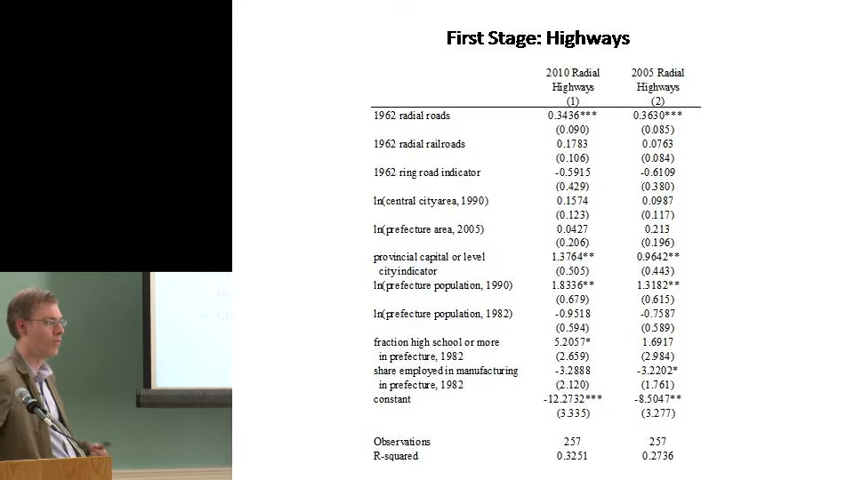 First Stage: Highways
2010 Radial 2005 Radial
Highways Highways
(1) (2)
1962 radial roads 0.3436*** 0.3630***
(0.090) (0.085)
1962 radial railroads 0.1783 0.0763
(0.106) (0.084)
1962 ring road indicator -0.5915 -0.6109
(0.429) (0.380)
ln(central cityarea, 1990) 0.1574 0.0987
(0.123) (0.117)
ln(prefecture area, 2005) 0.0427 0.213
(0.206) (0.196)
provincial capital or level 1.3764** 0.9642**
cityindicator (0.505) (0.443)
ln(prefecture population, 1990) 1.8336** 1.3182**
(0.679) (0.615)
ln(prefecture population, 1982) -0.9518 -0.7587
(0.594) (0.589)
fraction high school or more 5.2057* 1.6917
in prefecture, 1982 (2.659) (2.984)
share employed in manufacturing -3.2888 -3.2202*
in prefecture, 1982 (2.120) (1.761)
constant -12.2732*** -8.5047**
(3.335) (3.277)
Observations 257 257
R-squared 0.3251 0.2736